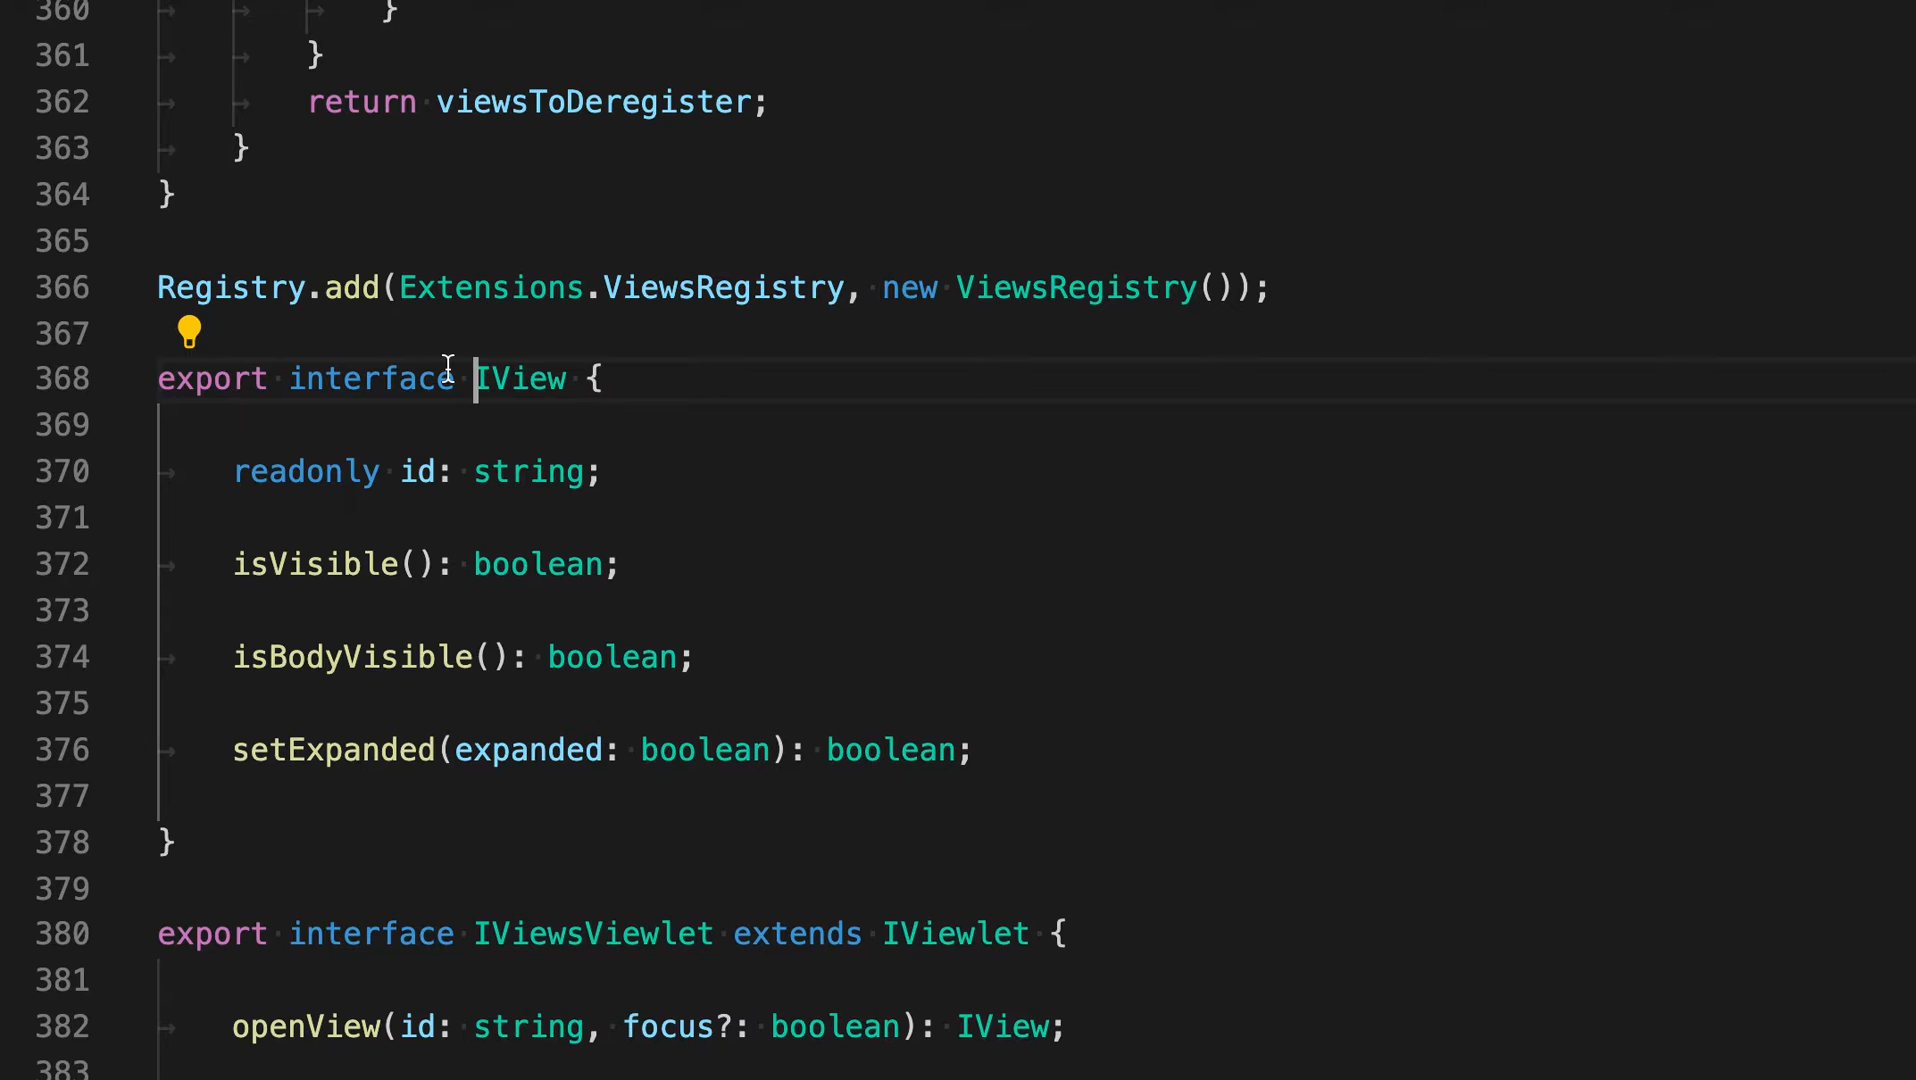 360 }
361 }
362 return viewsToDeregister;
363 }
364 }
365
366 Registry.add(Extensions.ViewsRegistry, new ViewsRegistry());
367
368 export interface IView {
369
370 readonly id: string;
371
372 isVisible(): boolean;
373
374 isBodyVisible(): boolean;
375
376 setExpanded(expanded: boolean): boolean;
377
378 }
379
380 export interface IViewsViewlet extends IViewlet {
381
382 openView(id: string, focus?: boolean): IView;
383